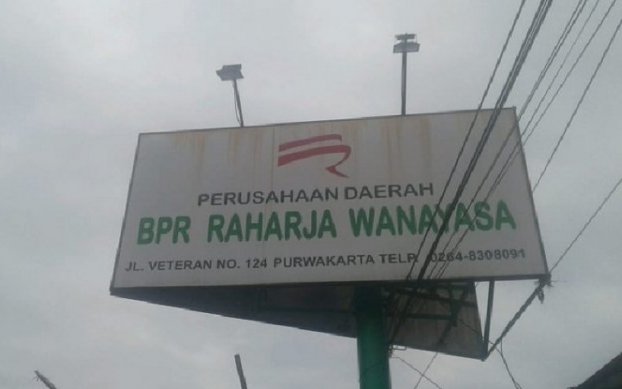 PERUSAHAAN DAERAH
BPR RAHARJA WANAYASA
JL. VETERAN NO. 124 PURWAKARTA TELP. 0264-8308091